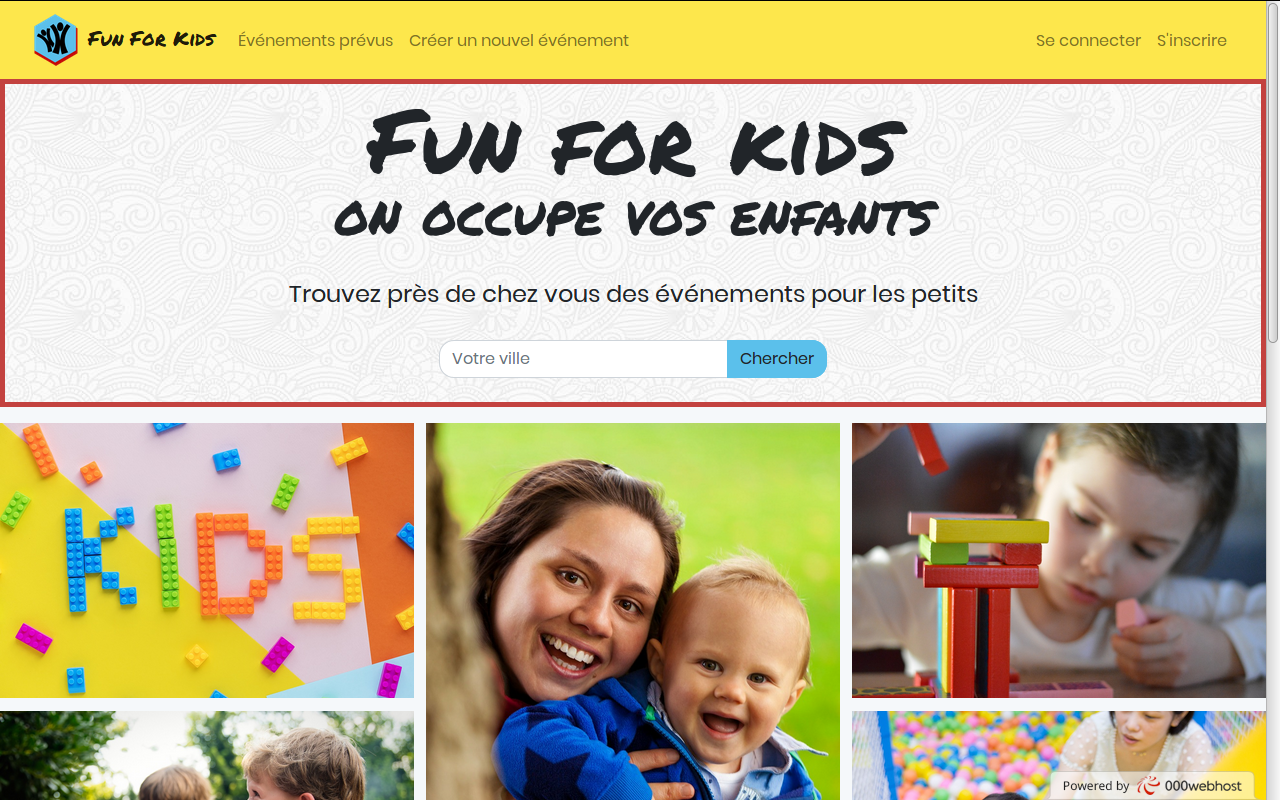 Fun For Kids
Événements prévus
Créer un nouvel événement
Se connecter
S'inscrire
Fun for kids
on occupe vos enfants
Trouvez près de chez vous des événements pour les petits
Votre ville
Chercher
KIDS
Powered by 000webhost